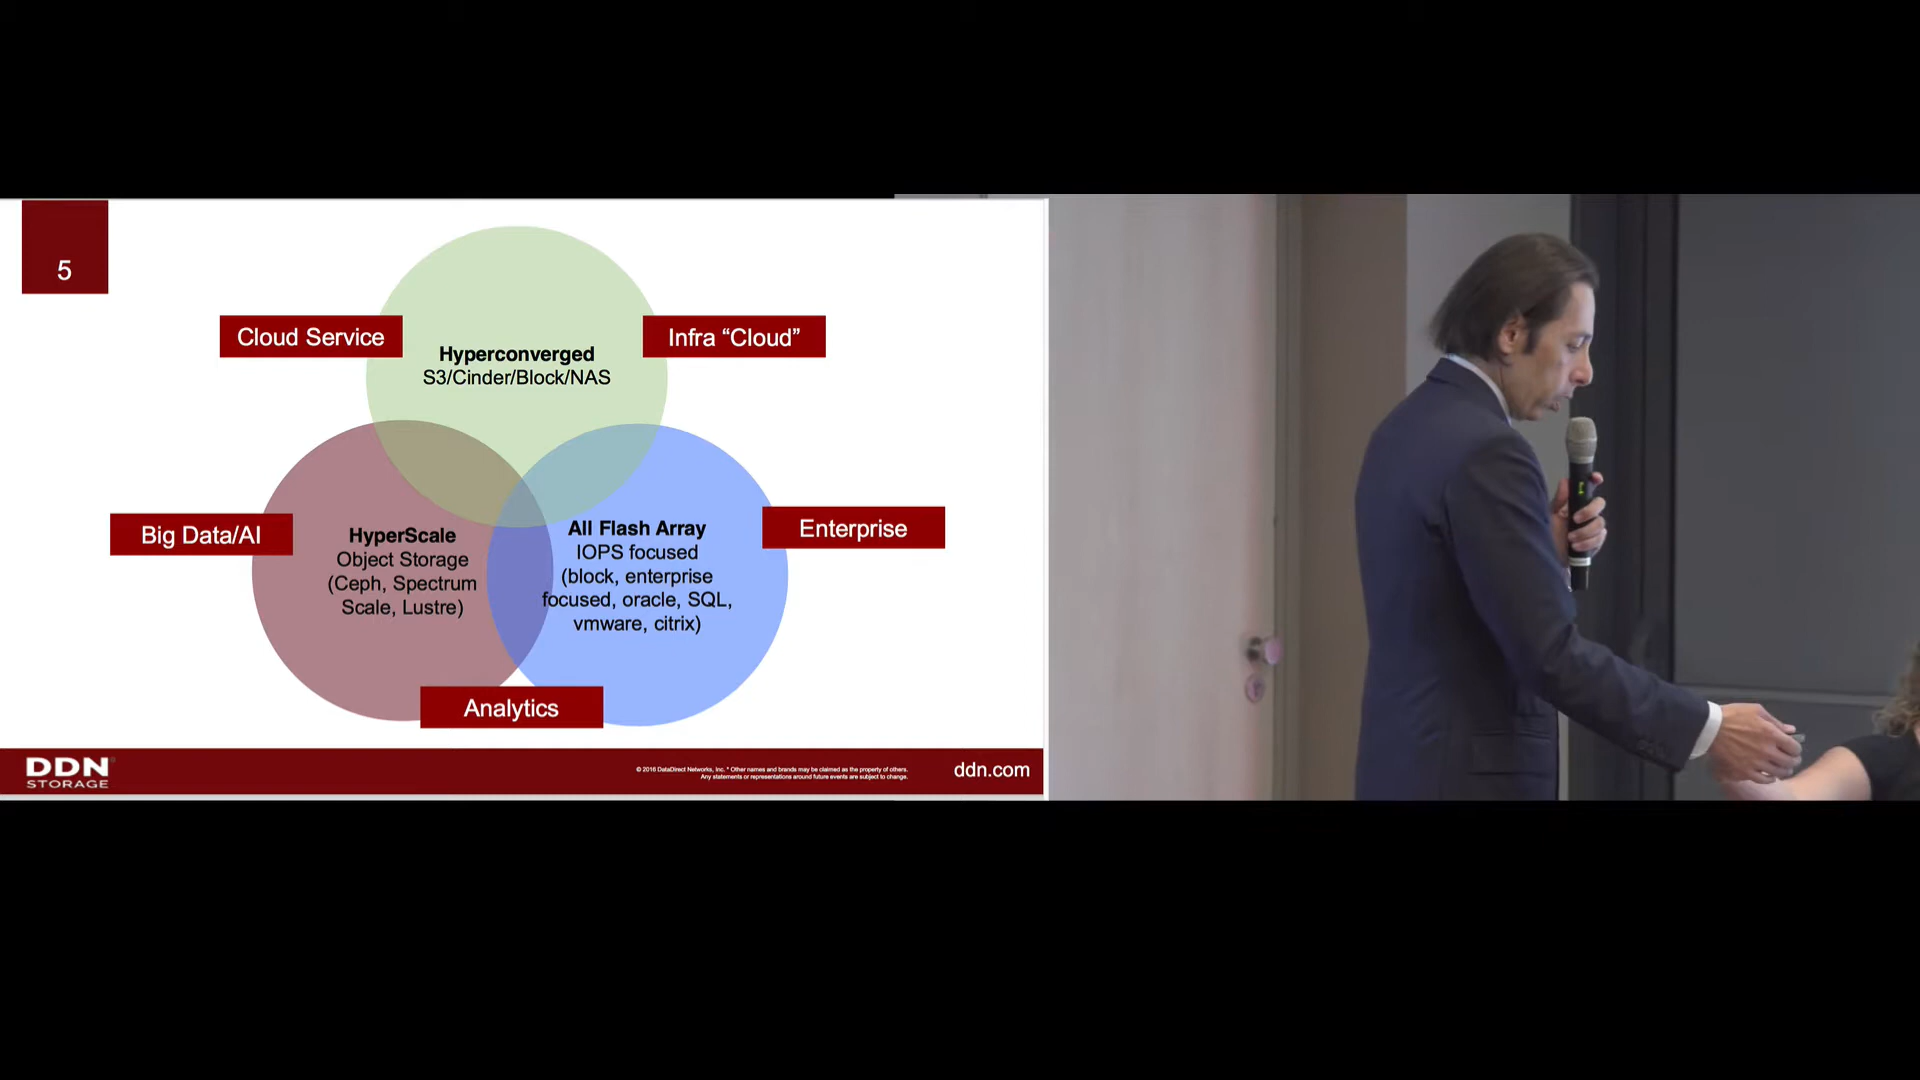 5
Cloud Service
Infra “Cloud”
Hyperconverged
S3/Cinder/Block/NAS
Big Data/AI
HyperScale
Object Storage
(Ceph, Spectrum
Scale, Lustre)
All Flash Array
IOPS focused
(block, enterprise
focused, oracle, SQL,
vmware, citrix)
Enterprise
Analytics
DDN
STORAGE
© 2016 DataDirect Networks, Inc. * Other names and brands may be claimed as the property of others.
Any statements or representations around future events are subject to change.
ddn.com